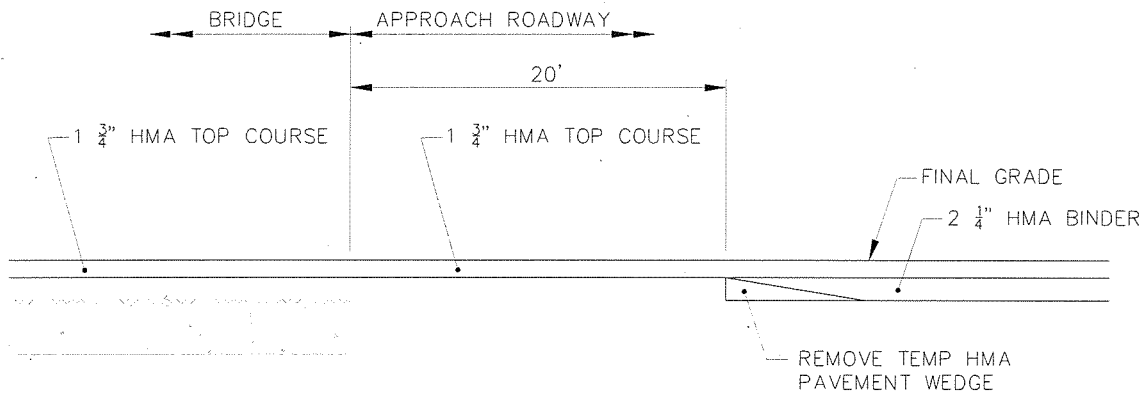 BRIDGE
APPROACH ROADWAY
20'
1 3/4" HMA TOP COURSE
1 3/4" HMA TOP COURSE
FINAL GRADE
2 1/4" HMA BINDER
REMOVE TEMP HMA
PAVEMENT WEDGE